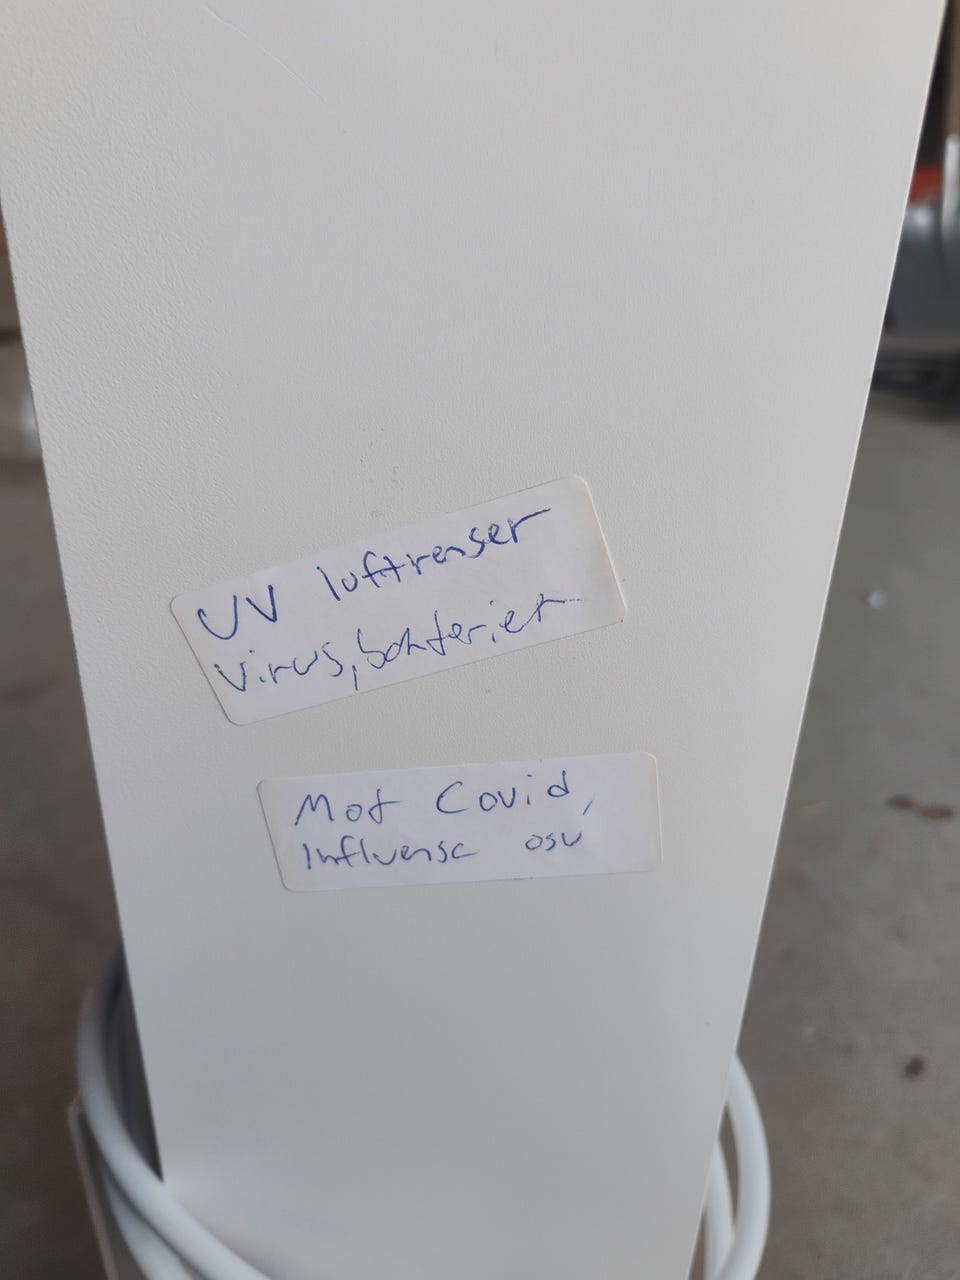 UV luftrenser
virus, bakterier
Mot Covid,
Influensa osv